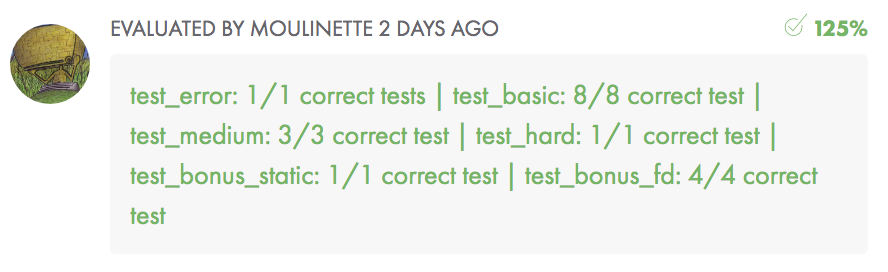 EVALUATED BY MOULINETTE 2 DAYS AGO 125%
test_error: 1/1 correct tests | test_basic: 8/8 correct test |
test_medium: 3/3 correct test | test_hard: 1/1 correct test |
test_bonus_static: 1/1 correct test | test_bonus_fd: 4/4 correct
test